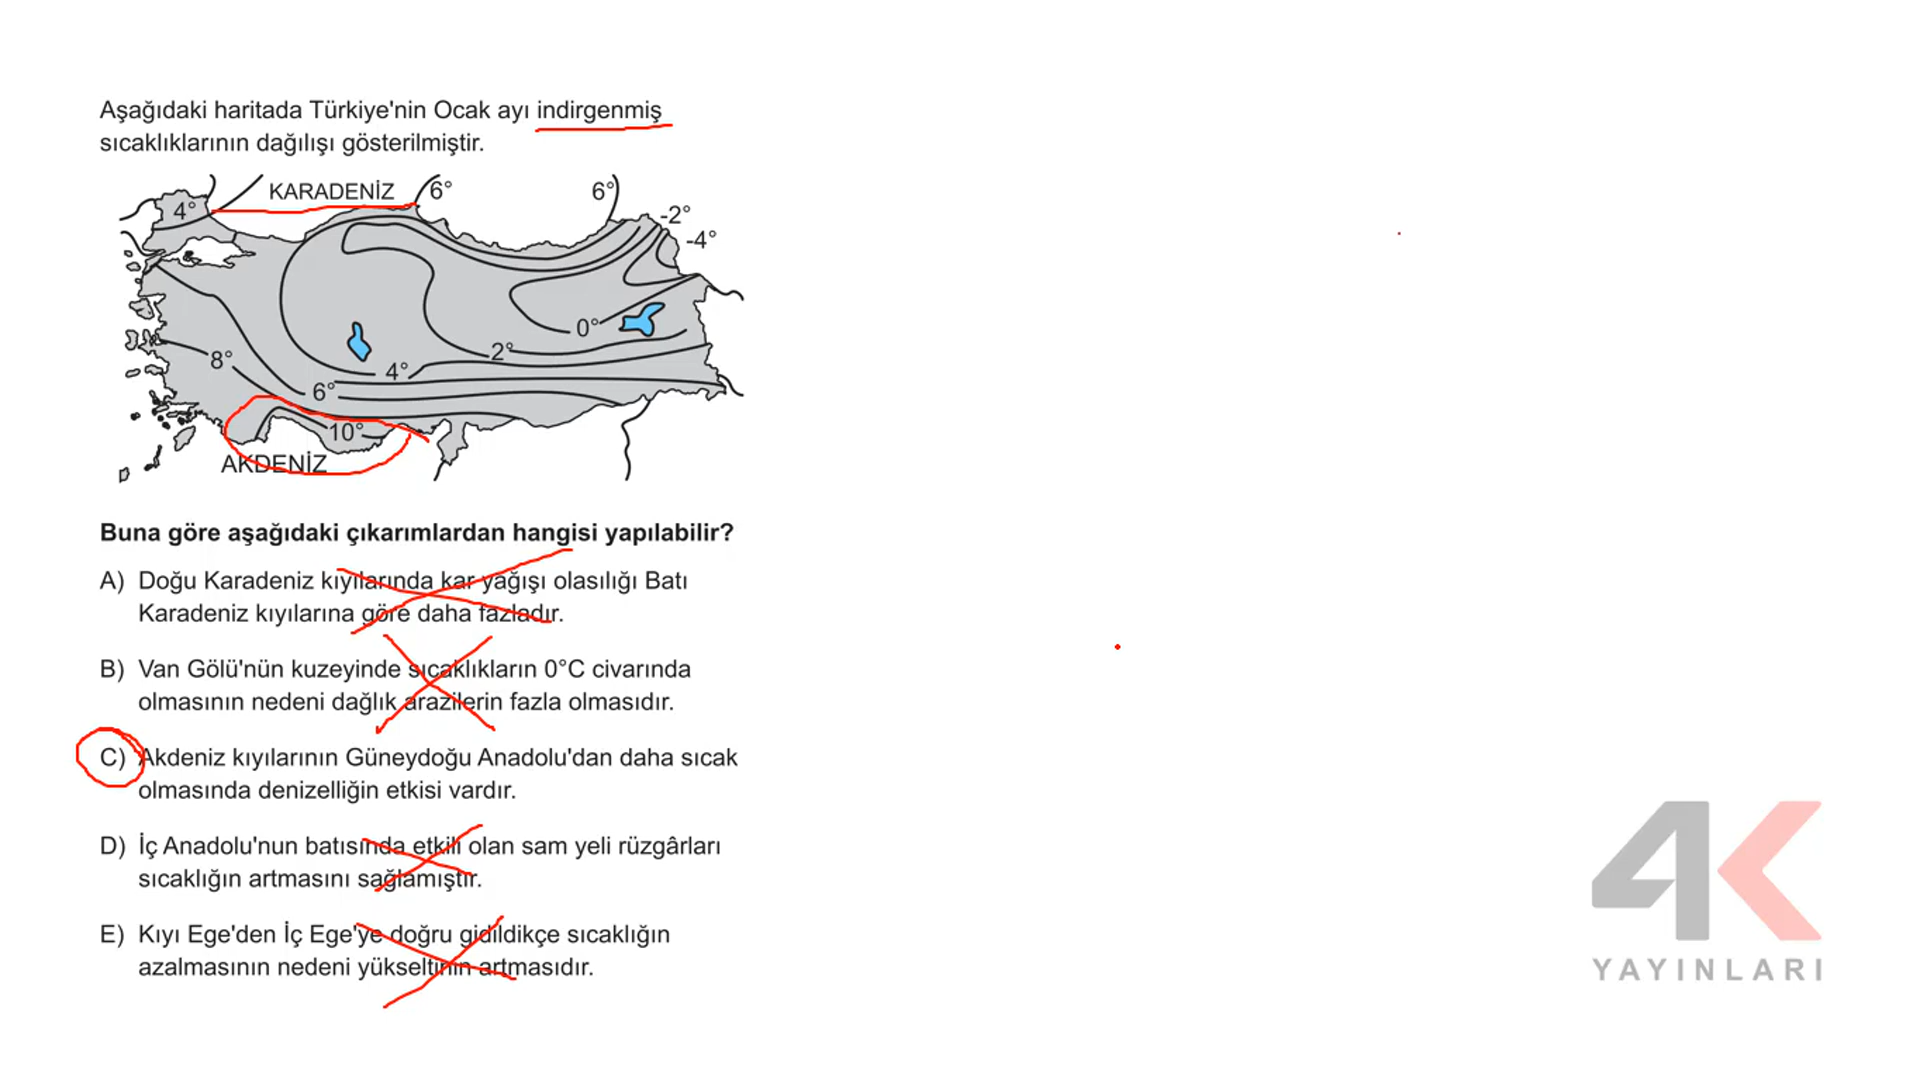 Aşağıdaki haritada Türkiye'nin Ocak ayı indirgenmiş
sıcaklıklarının dağılışı gösterilmiştir.
KARADENİZ
6°
6°
4°
-2°
-4°
0°
2°
8°
4°
6°
10°
AKDENİZ
Buna göre aşağıdaki çıkarımlardan hangisi yapılabilir?
A) Doğu Karadeniz kıyılarında kar yağışı olasılığı Batı
Karadeniz kıyılarına göre daha fazladır.
B) Van Gölü'nün kuzeyinde sıcaklıkların 0°C civarında
olmasının nedeni dağlık arazilerin fazla olmasıdır.
C) Akdeniz kıyılarının Güneydoğu Anadolu'dan daha sıcak
olmasında denizelliğin etkisi vardır.
D) İç Anadolu'nun batısında etkili olan sam yeli rüzgârları
sıcaklığın artmasını sağlamıştır.
E) Kıyı Ege'den İç Ege'ye doğru gidildikçe sıcaklığın
azalmasının nedeni yükseltinin artmasıdır.
4K
YAYINLARI